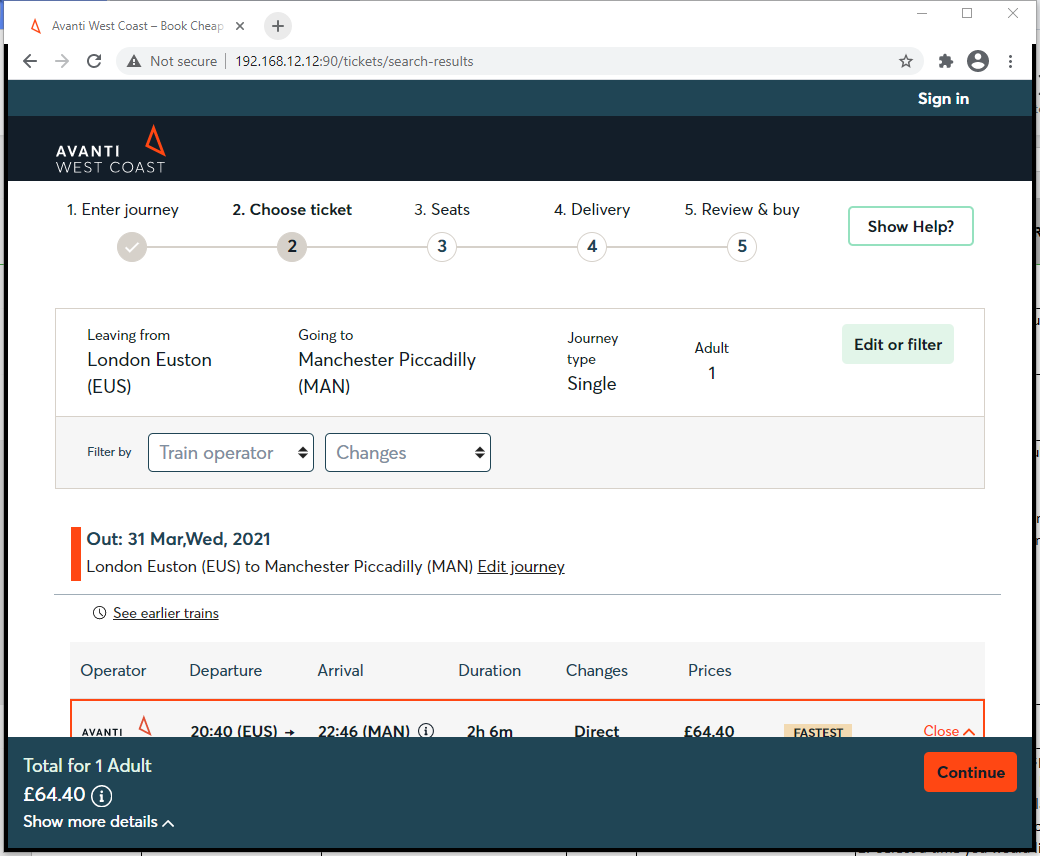 Avanti West Coast – Book Cheap
Not secure
192.168.12.12:90/tickets/search-results
Sign in
AVANTI
WEST COAST
1. Enter journey 2. Choose ticket 3. Seats 4. Delivery 5. Review & buy
Show Help?
2 3 4 5
Leaving from Going to Journey type Adult
London Euston (EUS) Manchester Piccadilly (MAN) Single 1
Edit or filter
Filter by Train operator Changes
Out: 31 Mar,Wed, 2021
London Euston (EUS) to Manchester Piccadilly (MAN) Edit journey
See earlier trains
Operator Departure Arrival Duration Changes Prices
AVANTI 20:40 (EUS) → 22:46 (MAN) 2h 6m Direct £64.40 FASTEST Close
Total for 1 Adult
£64.40
Show more details
Continue